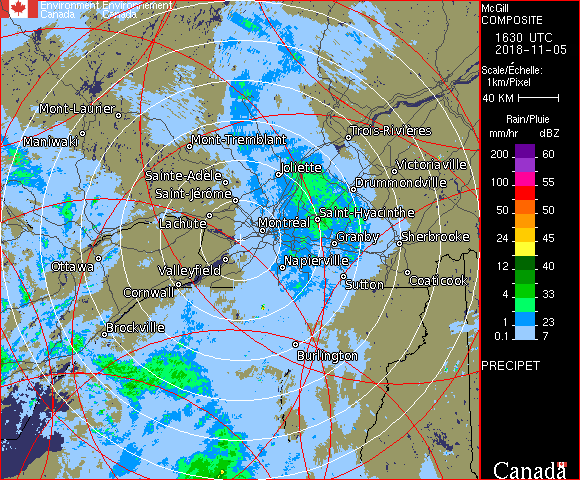 Environment Environnement
Canada Canada
Mont-Laurier
Maniwaki
Mont-Tremblant
Trois-Rivières
Sainte-Adèle
Joliette
Victoriaville
Saint-Jérôme
Drummondville
Lachute
Montréal
Saint-Hyacinthe
Granby
Sherbrooke
Ottawa
Valleyfield
Napierville
Cornwall
Sutton
Coaticook
Brockville
Burlington
McGill
COMPOSITE
1630 UTC
2018-11-05
Scale/Échelle:
1km/Pixel
40 KM
Rain/Pluie
mm/hr dBZ
200 60
100 55
50 50
24 45
12 40
4 33
1 23
0.1 7
PRECIPET
Canada